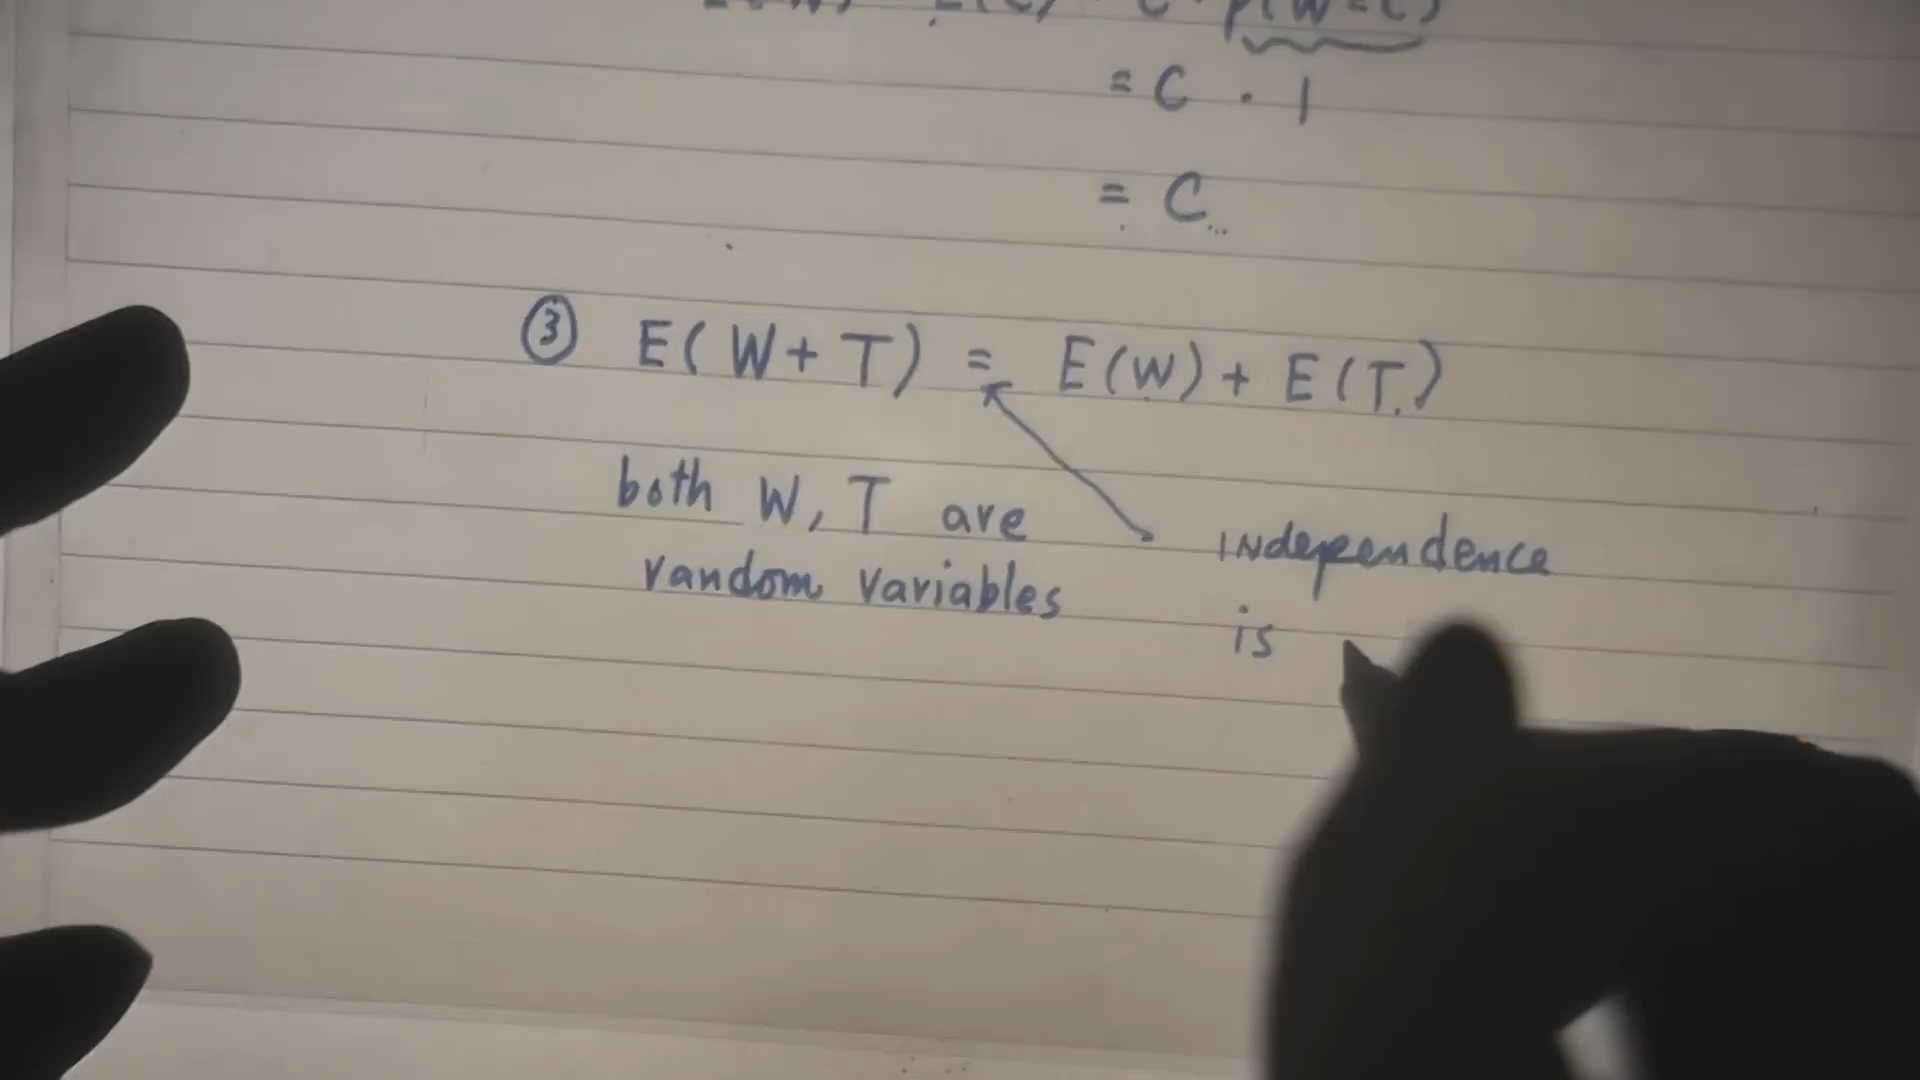 E(C) = C · P(W=C)
= C · 1
= C
③ E(W+T) = E(W) + E(T)
both W, T are
random variables
independence
is